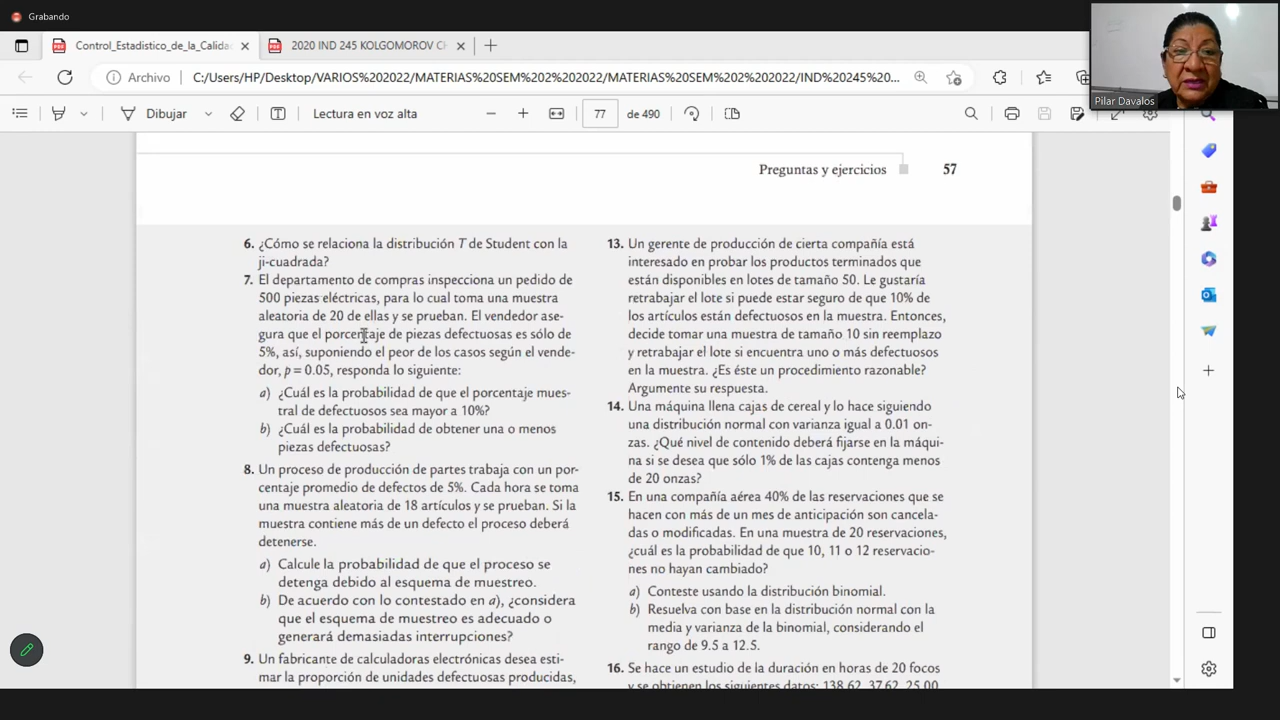 Grabando
Control_Estadistico_de_la_Calida
2020 IND 245 KOLGOMOROV CH
Archivo
C:/Users/HP/Desktop/VARIOS%202022/MATERIAS%20SEM%202%202022/MATERIAS%20SEM%202%202022/IND%20245%20...
Pilar Davalos
Dibujar
Lectura en voz alta
77
de 490
Preguntas y ejercicios
57
6. ¿Cómo se relaciona la distribución T de Student con la
ji-cuadrada?
7. El departamento de compras inspecciona un pedido de
500 piezas eléctricas, para lo cual toma una muestra
aleatoria de 20 de ellas y se prueban. El vendedor ase-
gura que el porcentaje de piezas defectuosas es sólo de
5%, así, suponiendo el peor de los casos según el vende-
dor, p = 0.05, responda lo siguiente:
a) ¿Cuál es la probabilidad de que el porcentaje mues-
tral de defectuosos sea mayor a 10%?
b) ¿Cuál es la probabilidad de obtener una o menos
piezas defectuosas?
8. Un proceso de producción de partes trabaja con un por-
centaje promedio de defectos de 5%. Cada hora se toma
una muestra aleatoria de 18 artículos y se prueban. Si la
muestra contiene más de un defecto el proceso deberá
detenerse.
a) Calcule la probabilidad de que el proceso se
detenga debido al esquema de muestreo.
b) De acuerdo con lo contestado en a), ¿considera
que el esquema de muestreo es adecuado o
generará demasiadas interrupciones?
9. Un fabricante de calculadoras electrónicas desea esti-
mar la proporción de unidades defectuosas producidas,
13. Un gerente de producción de cierta compañía está
interesado en probar los productos terminados que
están disponibles en lotes de tamaño 50. Le gustaría
retrabajar el lote si puede estar seguro de que 10% de
los artículos están defectuosos en la muestra. Entonces,
decide tomar una muestra de tamaño 10 sin reemplazo
y retrabajar el lote si encuentra uno o más defectuosos
en la muestra. ¿Es éste un procedimiento razonable?
Argumente su respuesta.
14. Una máquina llena cajas de cereal y lo hace siguiendo
una distribución normal con varianza igual a 0.01 on-
zas. ¿Qué nivel de contenido deberá fijarse en la máqui-
na si se desea que sólo 1% de las cajas contenga menos
de 20 onzas?
15. En una compañía aérea 40% de las reservaciones que se
hacen con más de un mes de anticipación son cancela-
das o modificadas. En una muestra de 20 reservaciones,
¿cuál es la probabilidad de que 10, 11 o 12 reservacio-
nes no hayan cambiado?
a) Conteste usando la distribución binomial.
b) Resuelva con base en la distribución normal con la
media y varianza de la binomial, considerando el
rango de 9.5 a 12.5.
16. Se hace un estudio de la duración en horas de 20 focos
y se obtienen los siguientes datos: 138.62, 37.62, 25.00